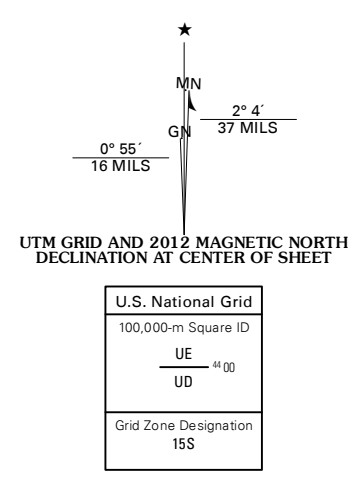 ★
MN
GN
2° 4´
37 MILS
0° 55´
16 MILS
UTM GRID AND 2012 MAGNETIC NORTH
DECLINATION AT CENTER OF SHEET
U.S. National Grid
100,000-m Square ID
UE
44 00
UD
Grid Zone Designation
15S